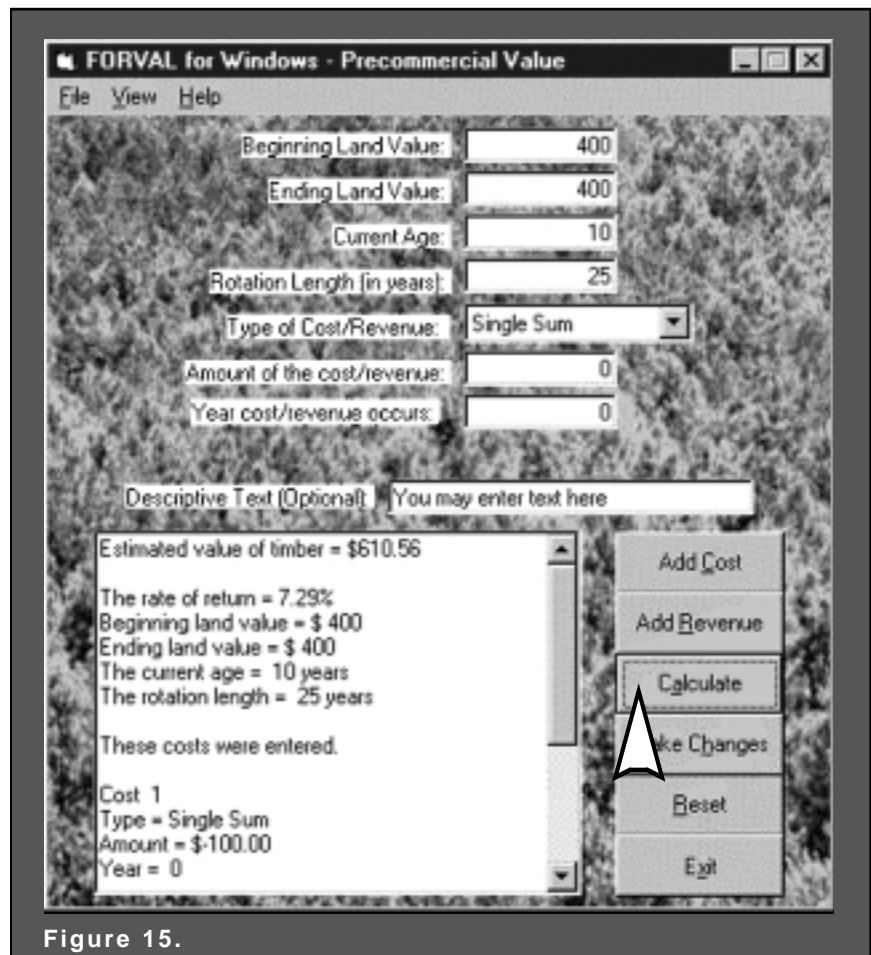 FORVAL for Windows - Precommercial Value
File View Help
Beginning Land Value: 400
Ending Land Value: 400
Current Age: 10
Rotation Length (in years): 25
Type of Cost/Revenue: Single Sum
Amount of the cost/revenue: 0
Year cost/revenue occurs: 0
Descriptive Text (Optional): You may enter text here
Estimated value of timber = $610.56
The rate of return = 7.29%
Beginning land value = $ 400
Ending land value = $ 400
The current age = 10 years
The rotation length = 25 years
These costs were entered.
Cost 1
Type = Single Sum
Amount = $-100.00
Year = 0
Add Cost
Add Revenue
Calculate
ke Changes
Reset
Exit
Figure 15.